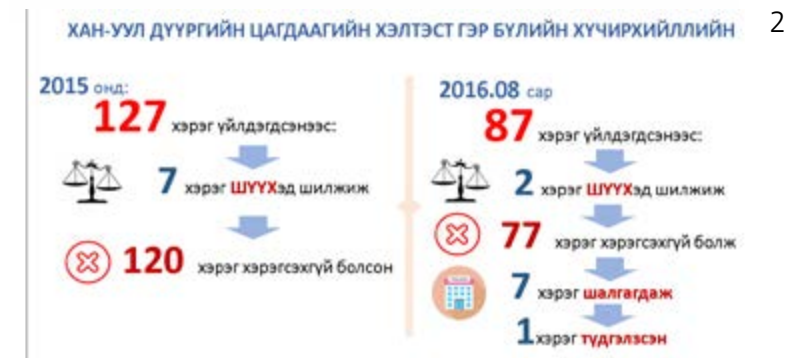 ХАН-УУЛ ДҮҮРГИЙН ЦАГДААГИЙН ХЭЛТЭСТ ГЭР БҮЛИЙН ХҮЧИРХИЙЛЛИЙН
2
2015 онд:
127 хэрэг үйлдэгдсэнээс:
7 хэрэг ШҮҮХэд шилжиж
120 хэрэг хэрэгсэхгүй болсон
2016.08 сар
87 хэрэг үйлдэгдсэнээс:
2 хэрэг ШҮҮХэд шилжиж
77 хэрэг хэрэгсэхгүй болж
7 хэрэг шалгагдаж
1 хэрэг түдгэлзсэн